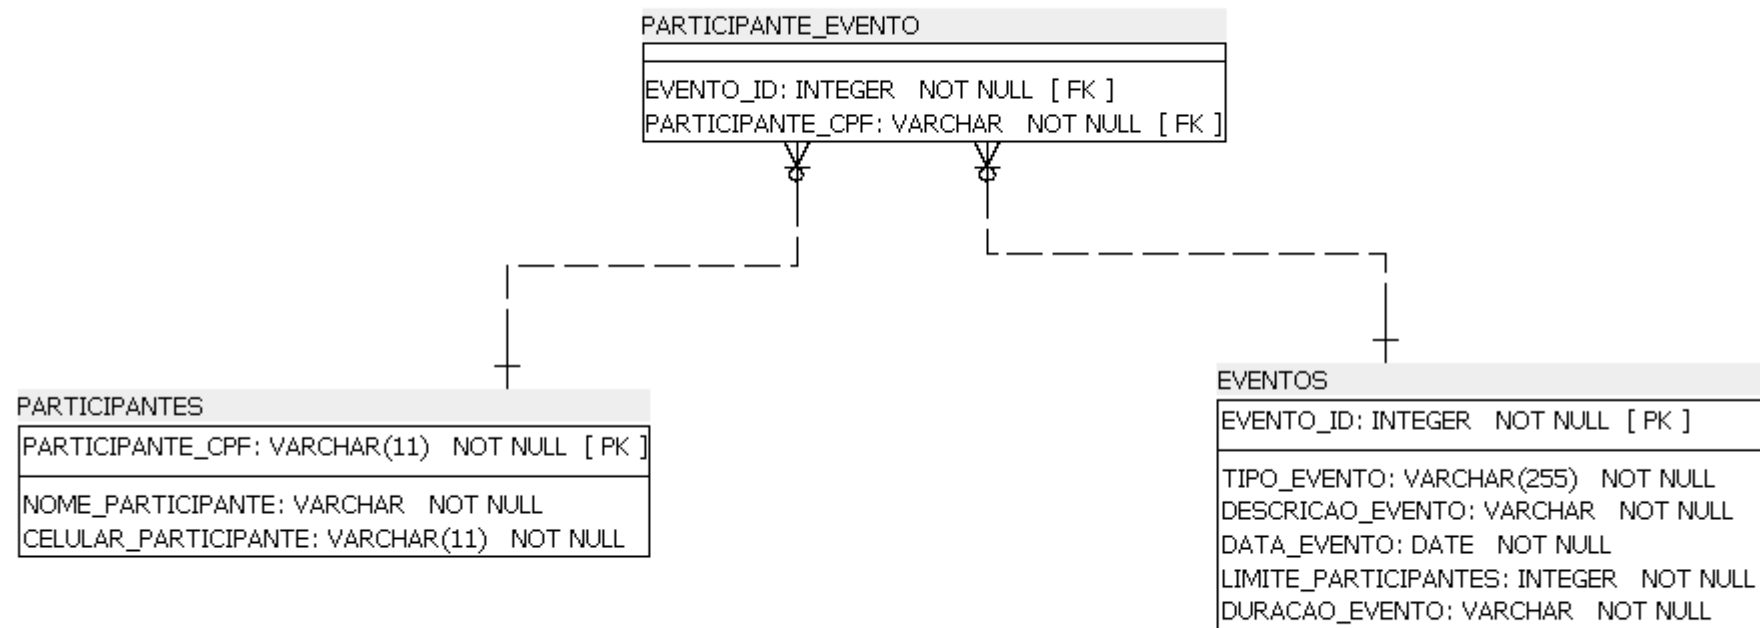 PARTICIPANTE_EVENTO
EVENTO_ID: INTEGER NOT NULL [ FK ]
PARTICIPANTE_CPF: VARCHAR NOT NULL [ FK ]
PARTICIPANTES
PARTICIPANTE_CPF: VARCHAR(11) NOT NULL [ PK ]
NOME_PARTICIPANTE: VARCHAR NOT NULL
CELULAR_PARTICIPANTE: VARCHAR(11) NOT NULL
EVENTOS
EVENTO_ID: INTEGER NOT NULL [ PK ]
TIPO_EVENTO: VARCHAR(255) NOT NULL
DESCRICAO_EVENTO: VARCHAR NOT NULL
DATA_EVENTO: DATE NOT NULL
LIMITE_PARTICIPANTES: INTEGER NOT NULL
DURACAO_EVENTO: VARCHAR NOT NULL